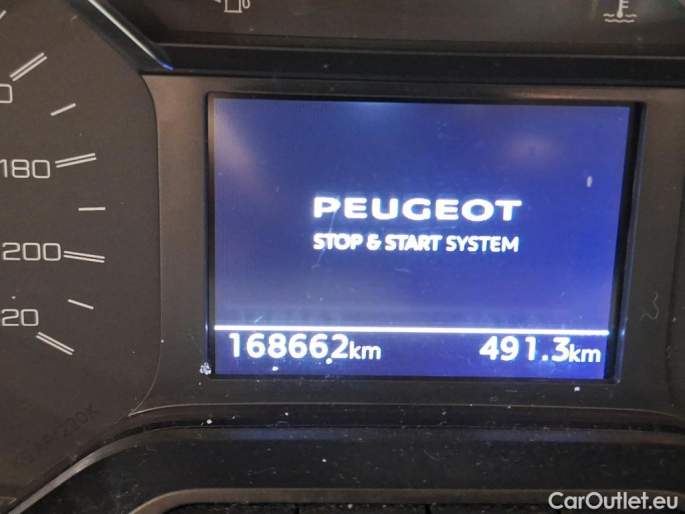 180
200
20
PEUGEOT
STOP & START SYSTEM
168662km 491.3km
CarOutlet.eu